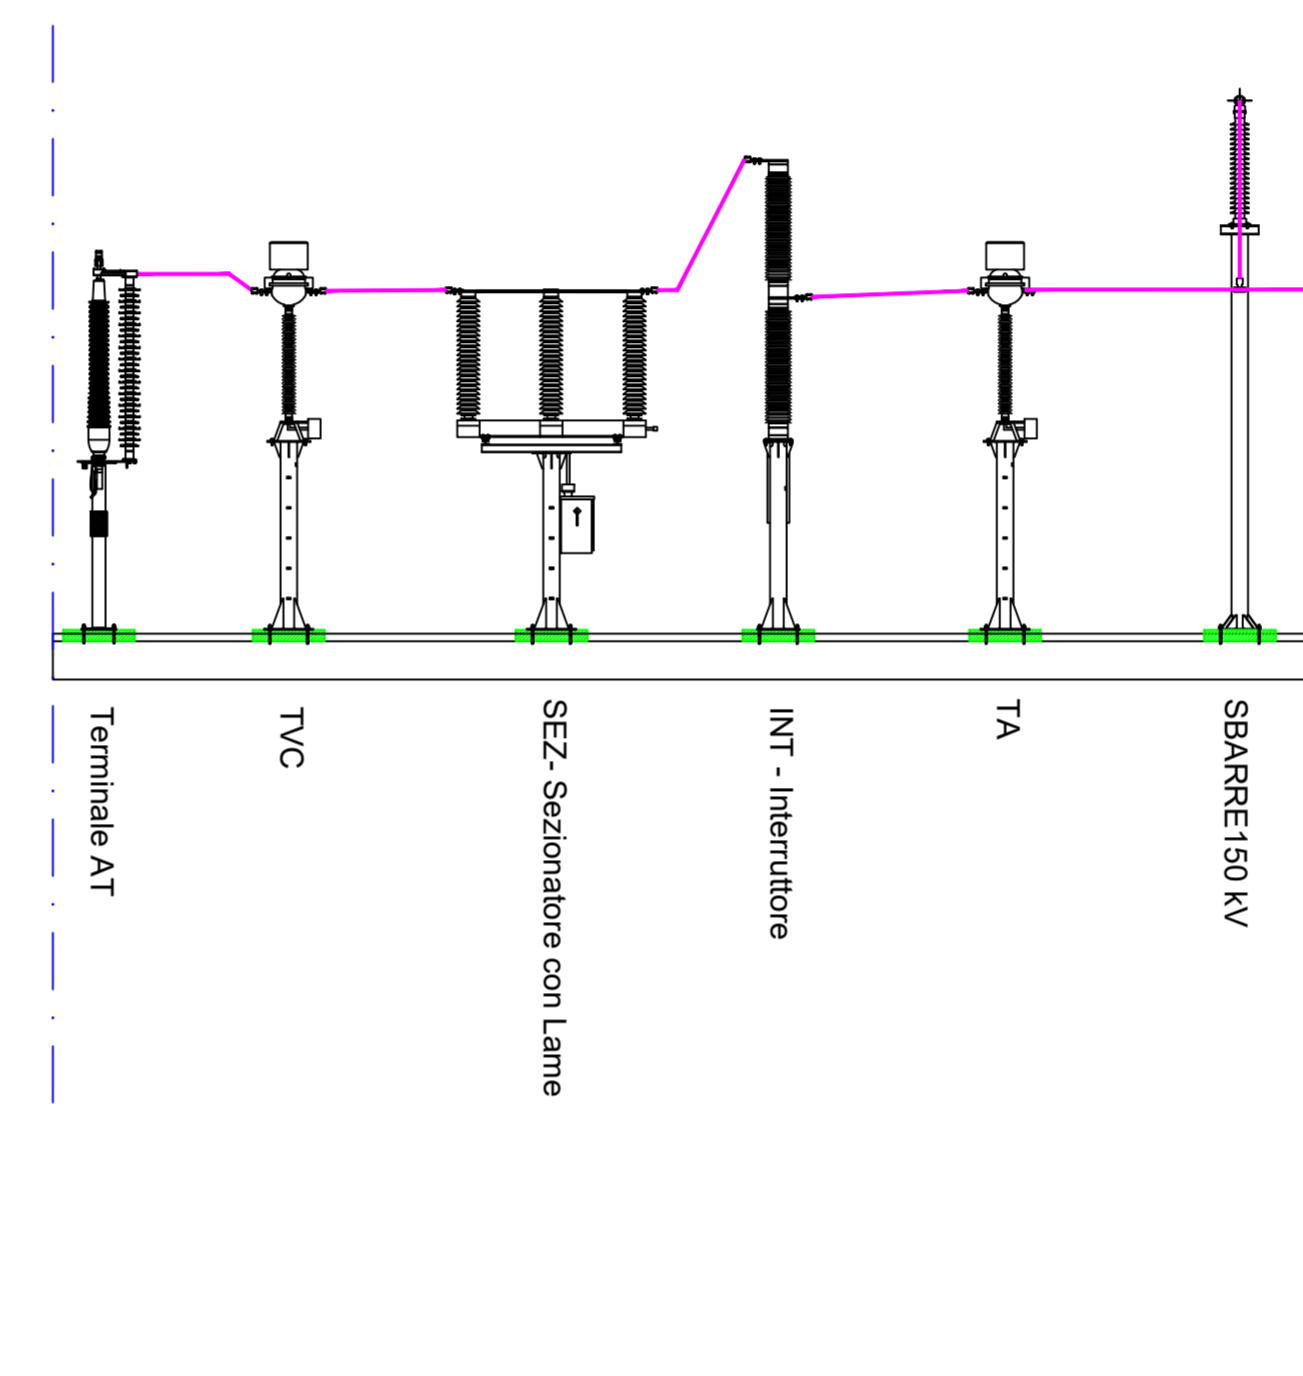 Terminale AT
TVC
SEZ- Sezionatore con Lame
INT - Interruttore
TA
SBARRE150 kV